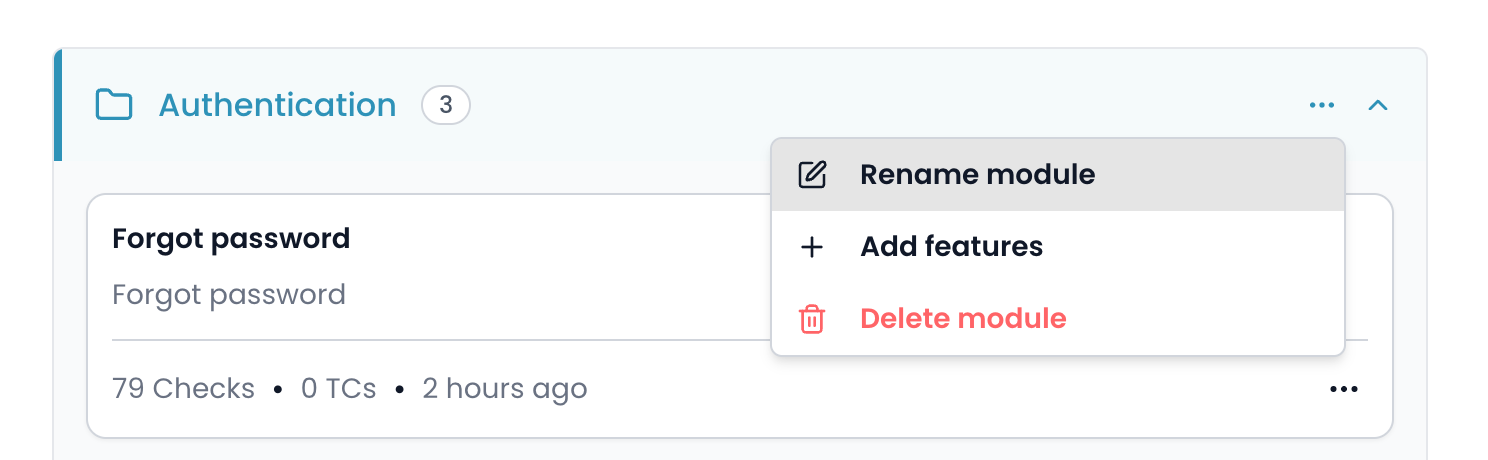 Authentication 3
Rename module
Add features
Delete module
Forgot password
Forgot password
79 Checks • 0 TCs • 2 hours ago